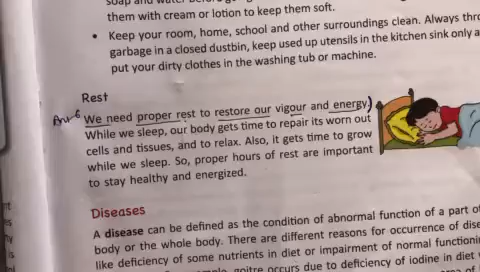 them with cream or lotion to keep them soft.
• Keep your room, home, school and other surroundings clean. Always
garbage in a closed dustbin, keep used up utensils in the kitchen sink only
put your dirty clothes in the washing tub or machine.
Rest
Ans 6 We need proper rest to restore our vigour and energy.
While we sleep, our body gets time to repair its worn out
cells and tissues, and to relax. Also, it gets time to grow
while we sleep. So, proper hours of rest are important
to stay healthy and energized.
Diseases
A disease can be defined as the condition of abnormal function of a part
body or the whole body. There are different reasons for occurrence of
like deficiency of some nutrients in diet or impairment of normal
goitre occurs due to deficiency of iodine in diet